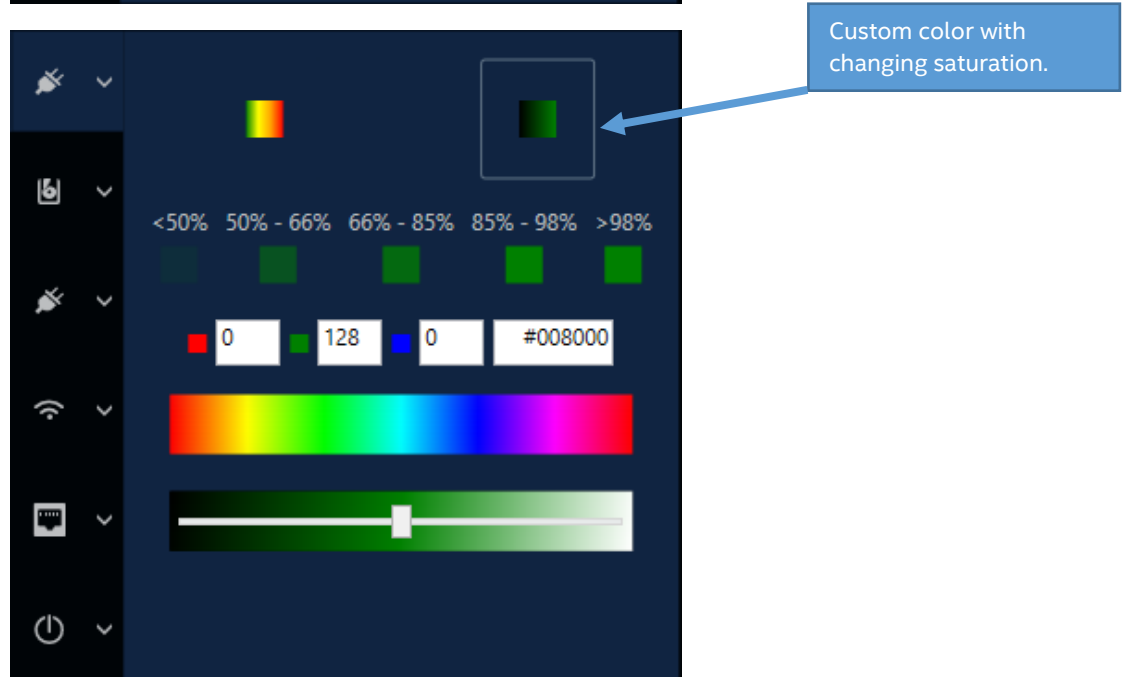 Custom color with
changing saturation.
<50% 50% - 66% 66% - 85% 85% - 98% >98%
0 128 0 #008000